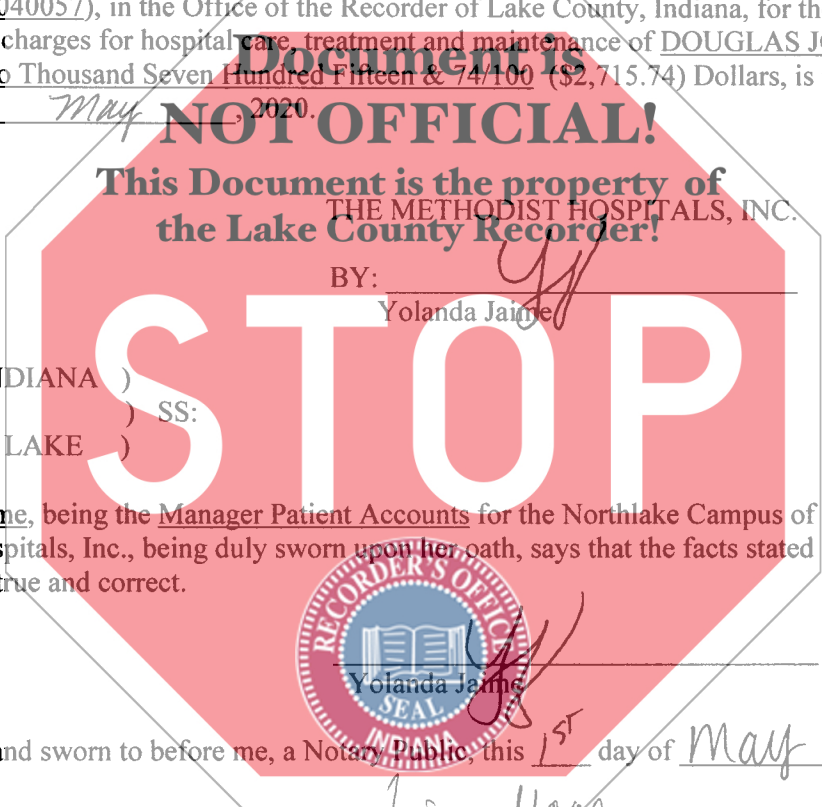 040057), in the Office of the Recorder of Lake County, Indiana, for th
charges for hospital care, treatment and maintenance of DOUGLAS JO
o Thousand Seven Hundred Fifteen & 74/100 ($2,715.74) Dollars, is
May, 2020.
Document is
NOT OFFICIAL!
This Document is the property of
the Lake County Recorder!
THE METHODIST HOSPITALS, INC.
BY:
Yolanda Jaime
STOP
NDIANA )
) SS:
LAKE )
me, being the Manager Patient Accounts for the Northlake Campus of
spitals, Inc., being duly sworn upon her oath, says that the facts stated
true and correct.
Yolanda Jaime
RECORDER'S OFFICE
SEAL
INDIANA
and sworn to before me, a Notary Public, this 1ST day of May